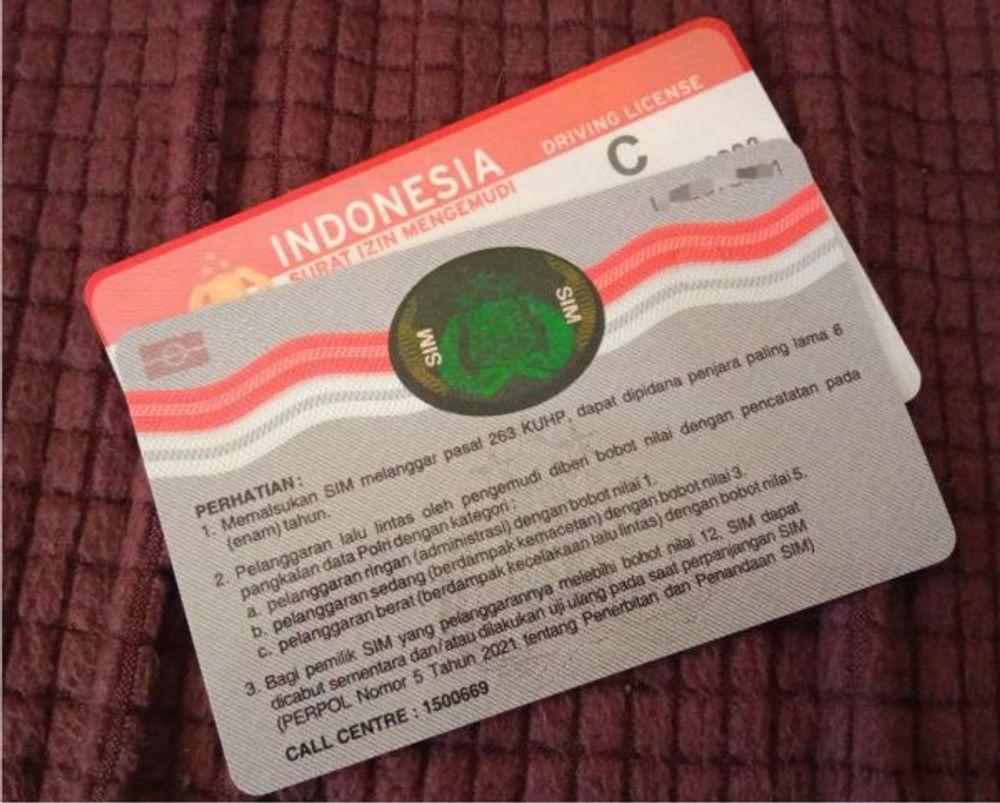 INDONESIA
SURAT IZIN MENGEMUDI
DRIVING LICENSE
C
SIM
SIM
PERHATIAN:
1. Memalsukan SIM melanggar pasal 263 KUHP, dapat dipidana penjara paling lama 6
(enam) tahun.
2. Pelanggaran lalu lintas oleh pengemudi diberi bobot nilai dengan pencatatan pada
pangkalan data Polri dengan kategori:
a. pelanggaran ringan (administrasi) dengan bobot nilai 1.
b. pelanggaran sedang (berdampak kemacetan) dengan bobot nilai 3.
c. pelanggaran berat (berdampak kecelakaan lalu lintas) dengan bobot nilai 5.
3. Bagi pemilik SIM yang pelanggarannya melebihi bobot nilai 12, SIM dapat
dicabut sementara dan/atau dilakukan uji ulang pada saat perpanjangan SIM
(PERPOL Nomor 5 Tahun 2021 tentang Penerbitan dan Penandaan SIM)
CALL CENTRE : 1500669